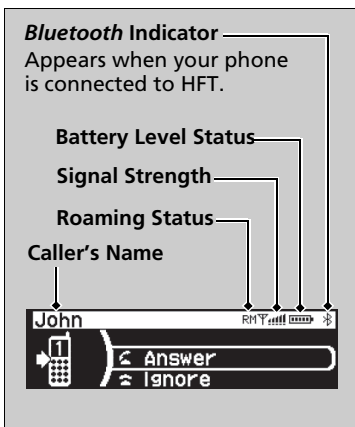 Bluetooth Indicator
Appears when your phone
is connected to HFT.
Battery Level Status
Signal Strength
Roaming Status
Caller's Name
John RM
1
Answer
Ignore